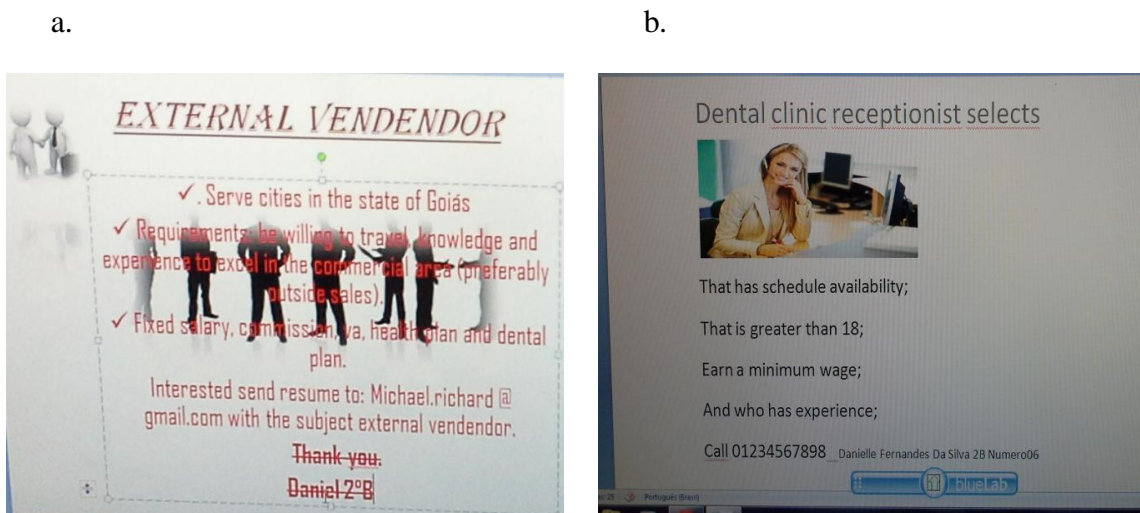 a.
b.
EXTERNAL VENDENDOR
✓ . Serve cities in the state of Goiás
✓ Requirements: be willing to travel, knowledge and
experience to excel in the commercial area (preferably
outside sales).
✓ Fixed salary, commission, va, health plan and dental
plan.
Interested send resume to: Michael.richard @
gmail.com with the subject external vendendor.
Thank you.
Daniel 2ºB
Dental clinic receptionist selects
That has schedule availability;
That is greater than 18;
Earn a minimum wage;
And who has experience;
Call 01234567898 Danielle Fernandes Da Silva 2B Numero06
blueLab
25 Português (Brasil)